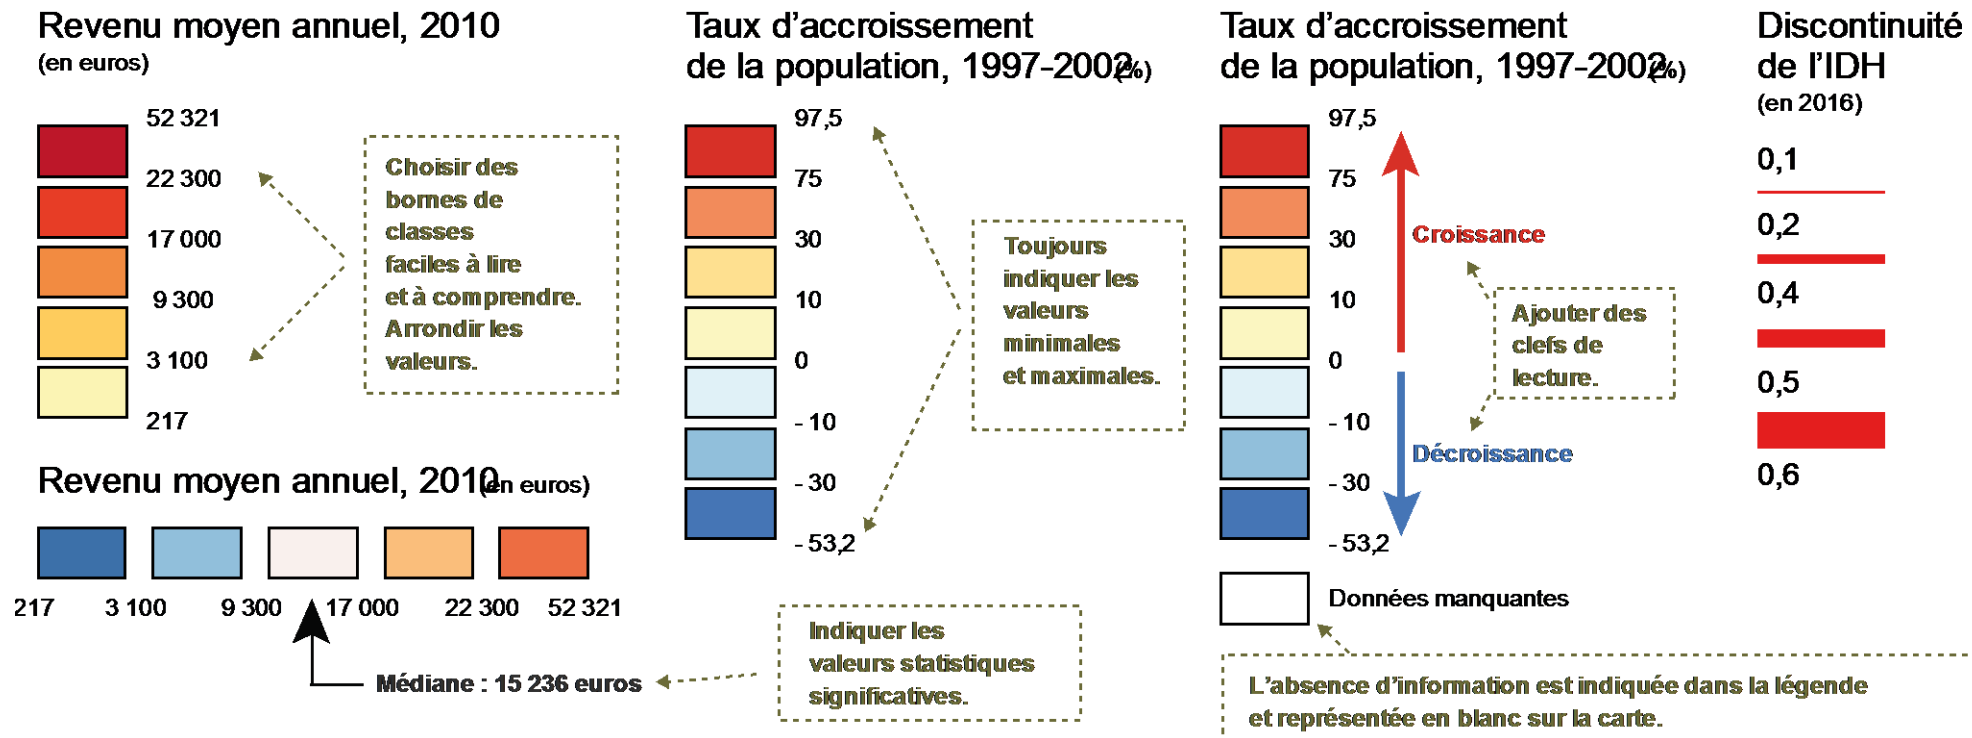 Revenu moyen annuel, 2010
(en euros)
52 321
22 300
17 000
9 300
3 100
217
Choisir des
bornes de
classes
faciles à lire
et à comprendre.
Arrondir les
valeurs.
Revenu moyen annuel, 2010 (en euros)
217 3 100 9 300 17 000 22 300 52 321
Médiane : 15 236 euros
Indiquer les
valeurs statistiques
significatives.
Taux d’accroissement
de la population, 1997-2002 (%)
97,5
75
30
10
0
- 10
- 30
- 53,2
Toujours
indiquer les
valeurs
minimales
et maximales.
Taux d’accroissement
de la population, 1997-2002 (%)
97,5
75
30
10
0
- 10
- 30
- 53,2
Croissance
Décroissance
Ajouter des
clefs de
lecture.
Données manquantes
L’absence d’information est indiquée dans la légende
et représentée en blanc sur la carte.
Discontinuité
de l’IDH
(en 2016)
0,1
0,2
0,4
0,5
0,6